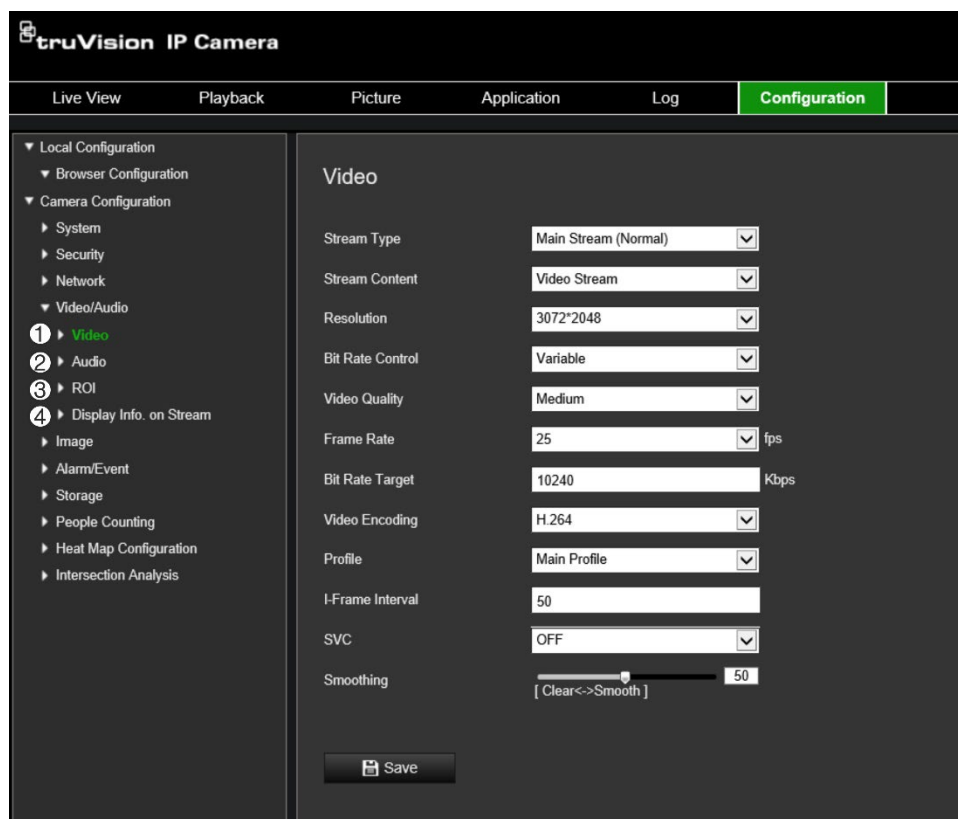 truVision IP Camera
Live View Playback Picture Application Log Configuration
Local Configuration
Browser Configuration
Camera Configuration
System
Security
Network
Video/Audio
1 Video
2 Audio
3 ROI
4 Display Info. on Stream
Image
Alarm/Event
Storage
People Counting
Heat Map Configuration
Intersection Analysis
Video
Stream Type Main Stream (Normal)
Stream Content Video Stream
Resolution 3072*2048
Bit Rate Control Variable
Video Quality Medium
Frame Rate 25 fps
Bit Rate Target 10240 Kbps
Video Encoding H.264
Profile Main Profile
I-Frame Interval 50
SVC OFF
Smoothing 50
[ Clear<->Smooth ]
Save